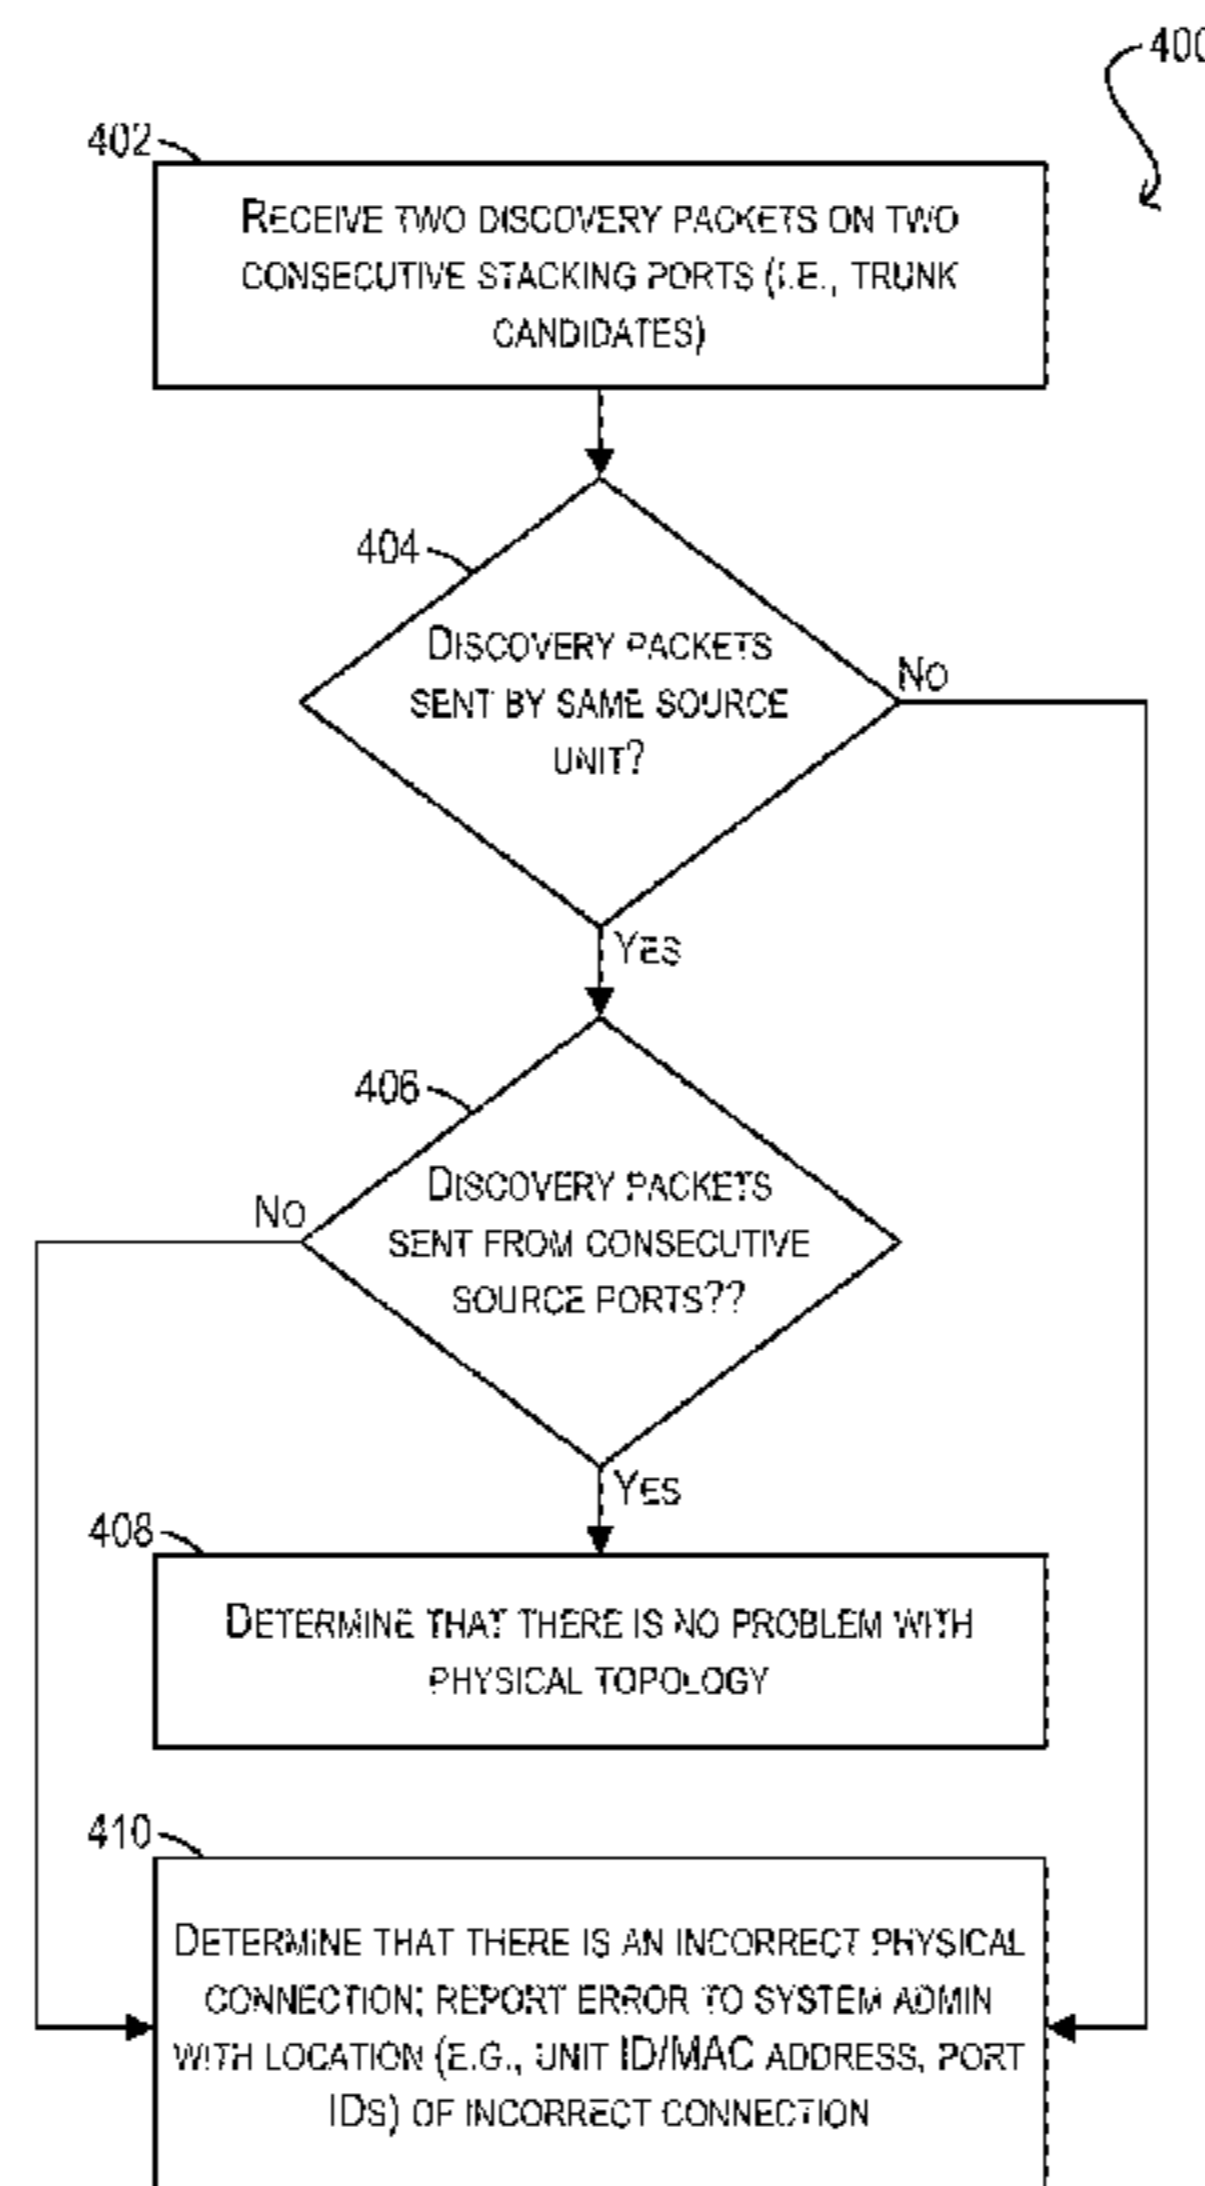 400
402
RECEIVE TWO DISCOVERY PACKETS ON TWO
CONSECUTIVE STACKING PORTS (I.E., TRUNK
CANDIDATES)
404
DISCOVERY PACKETS
SENT BY SAME SOURCE
UNIT?
NO
YES
406
DISCOVERY PACKETS
SENT FROM CONSECUTIVE
SOURCE PORTS??
NO
YES
408
DETERMINE THAT THERE IS NO PROBLEM WITH
PHYSICAL TOPOLOGY
410
DETERMINE THAT THERE IS AN INCORRECT PHYSICAL
CONNECTION; REPORT ERROR TO SYSTEM ADMIN
WITH LOCATION (E.G., UNIT ID/MAC ADDRESS, PORT
IDS) OF INCORRECT CONNECTION